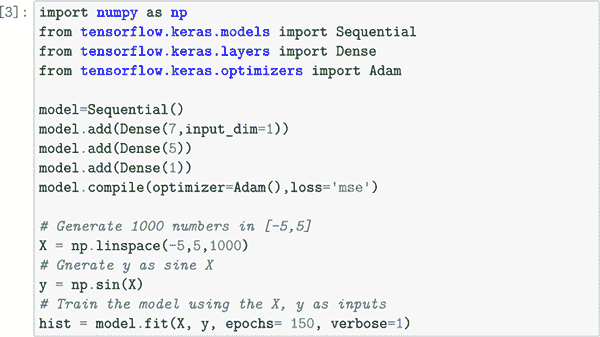 [3]: import numpy as np
from tensorflow.keras.models import Sequential
from tensorflow.keras.layers import Dense
from tensorflow.keras.optimizers import Adam
model=Sequential()
model.add(Dense(7,input_dim=1))
model.add(Dense(5))
model.add(Dense(1))
model.compile(optimizer=Adam(),loss='mse')
# Generate 1000 numbers in [-5,5]
X = np.linspace(-5,5,1000)
# Gnerate y as sine X
y = np.sin(X)
# Train the model using the X, y as inputs
hist = model.fit(X, y, epochs= 150, verbose=1)